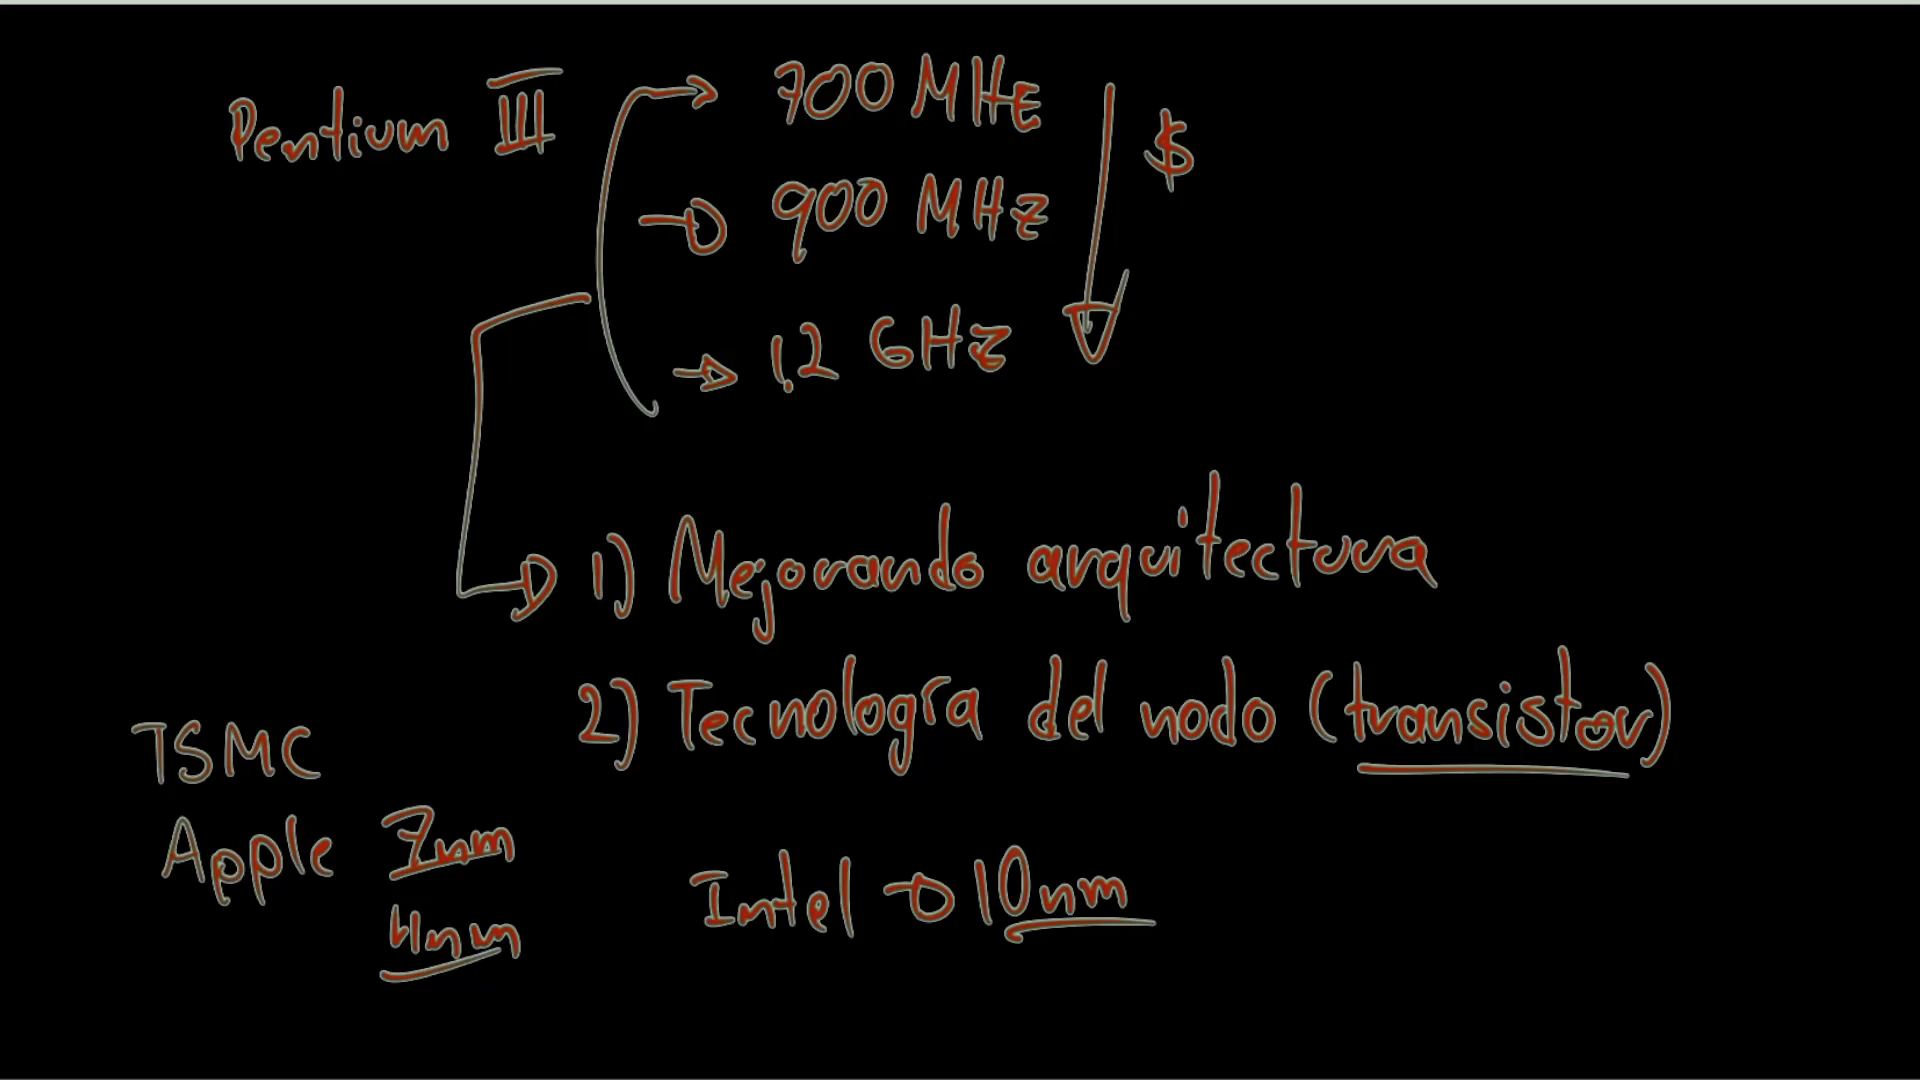 Pentium III
700 MHz
$
900 MHz
1.2 GHz
1) Mejorando arquitectura
2) Tecnología del nodo (transistor)
TSMC
Apple 7nm
4nm
Intel → 10nm